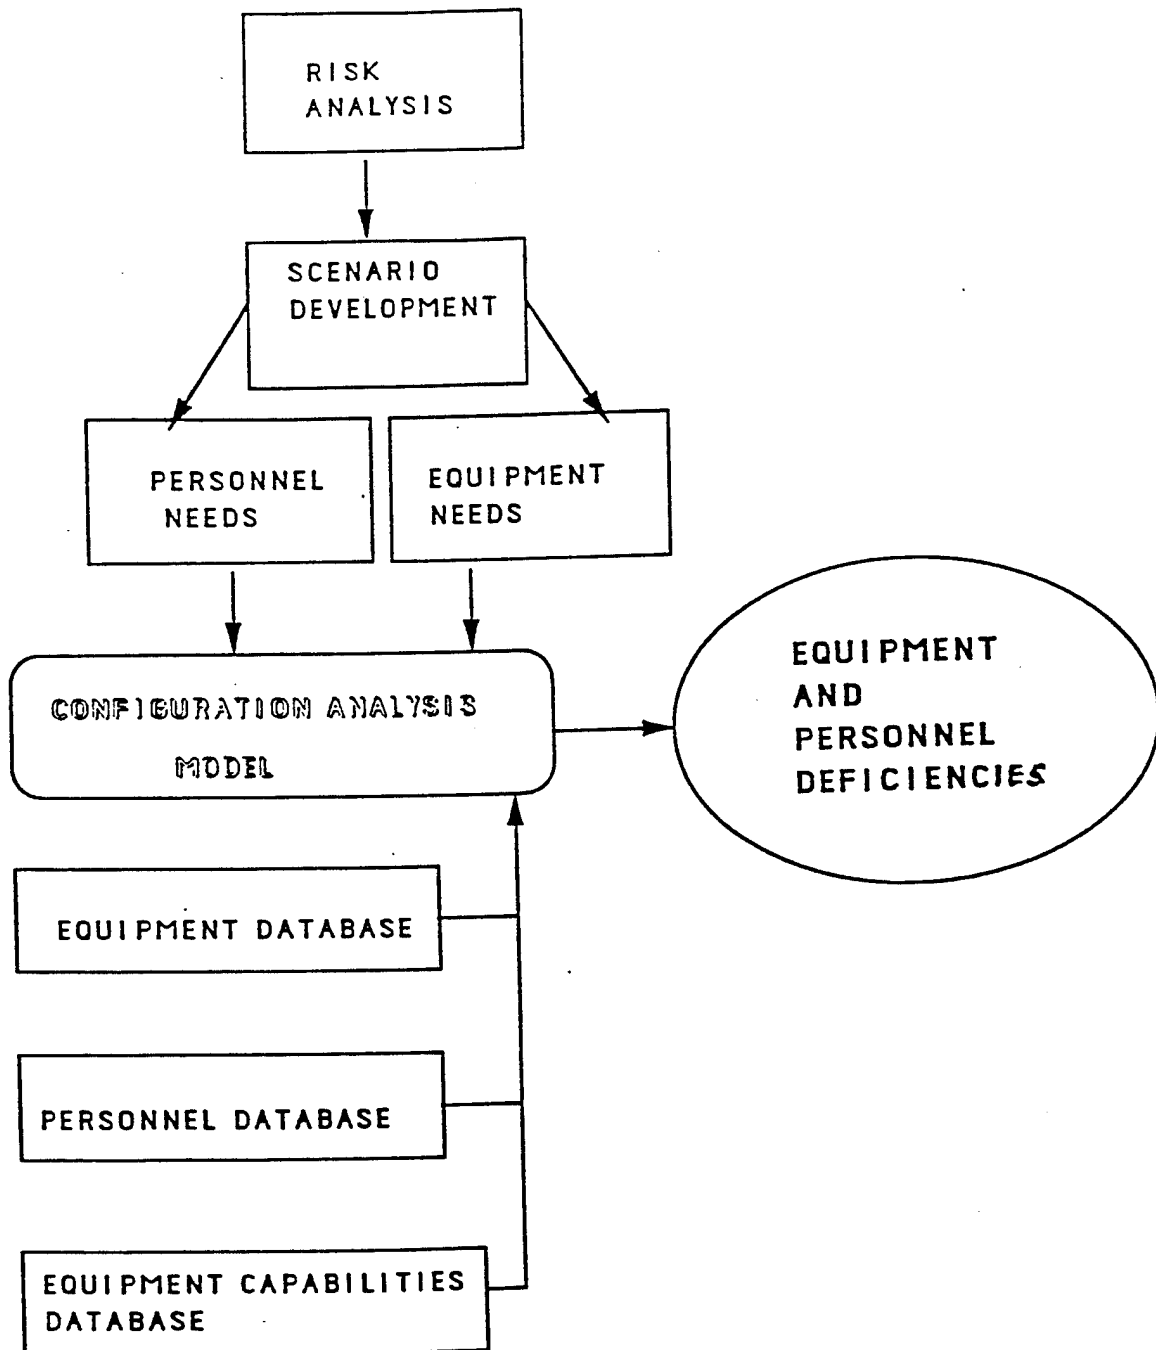 RISK
ANALYSIS
SCENARIO
DEVELOPMENT
PERSONNEL
NEEDS
EQUIPMENT
NEEDS
CONFIGURATION ANALYSIS
MODEL
EQUIPMENT
AND
PERSONNEL
DEFICIENCIES
EQUIPMENT DATABASE
PERSONNEL DATABASE
EQUIPMENT CAPABILITIES
DATABASE